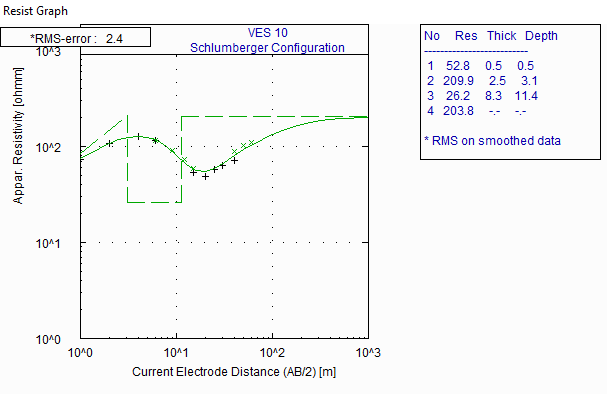 Resist Graph
*RMS-error : 2.4
VES 10
Schlumberger Configuration
10^3
10^2
10^1
10^0
Appar. Resistivity [ohmm]
10^0 10^1 10^2 10^3
Current Electrode Distance (AB/2) [m]
No Res Thick Depth
----------------------------
1 52.8 0.5 0.5
2 209.9 2.5 3.1
3 26.2 8.3 11.4
4 203.8 -.- -.-
* RMS on smoothed data